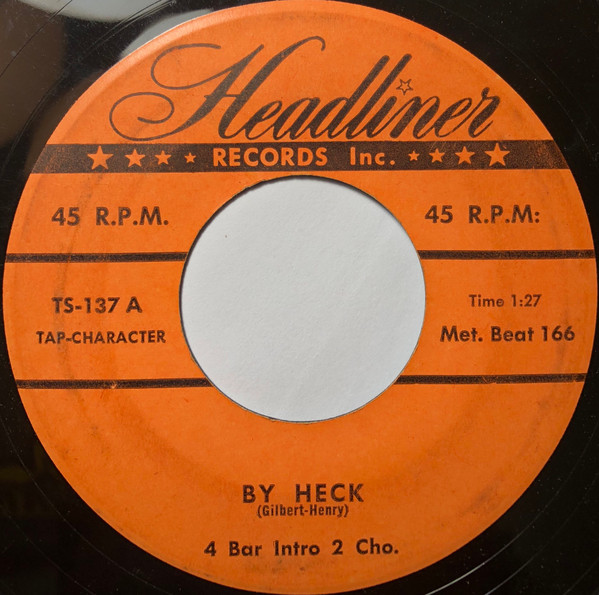 Headliner
RECORDS Inc.
45 R.P.M. 45 R.P.M:
TS-137 A Time 1:27
TAP-CHARACTER Met. Beat 166
BY HECK
(Gilbert-Henry)
4 Bar Intro 2 Cho.